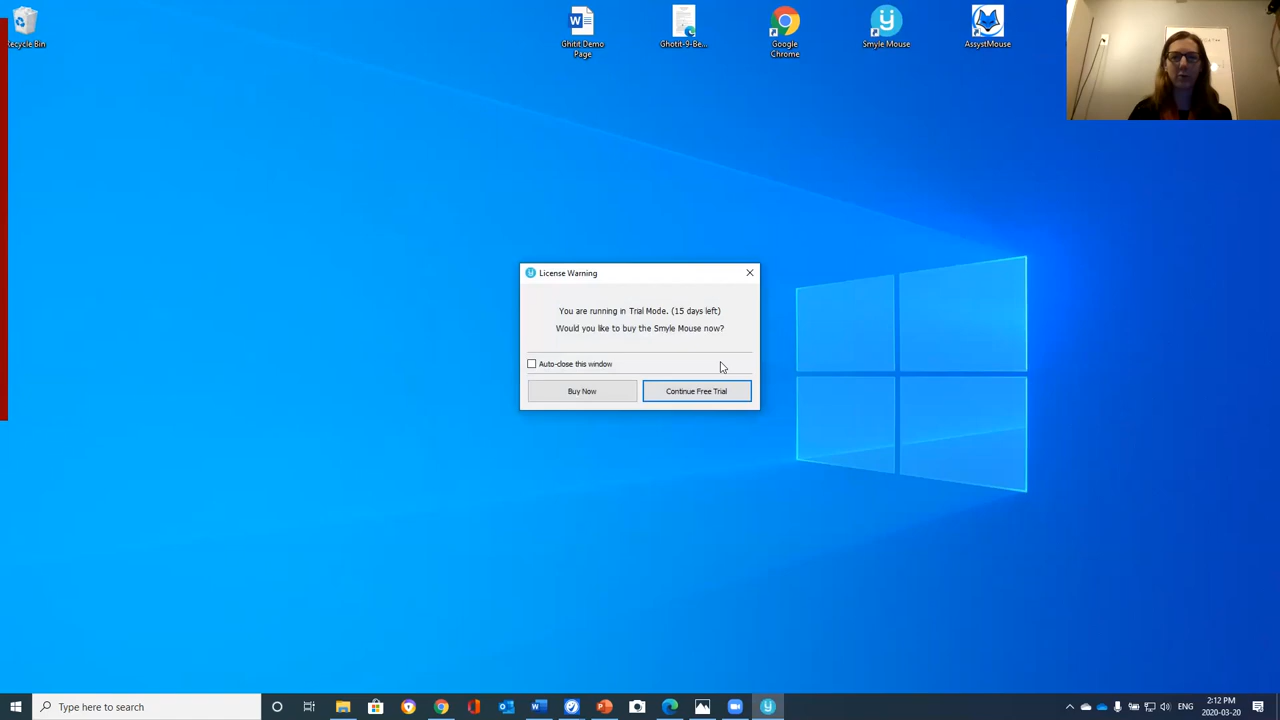 Recycle Bin
Ghitit Demo
Page
Ghotit-9-Be...
Google
Chrome
Smyle Mouse
AssystMouse
License Warning
You are running in Trial Mode. (15 days left)
Would you like to buy the Smyle Mouse now?
Auto-close this window
Buy Now
Continue Free Trial
Type here to search
ENG
2:12 PM
2020-03-20